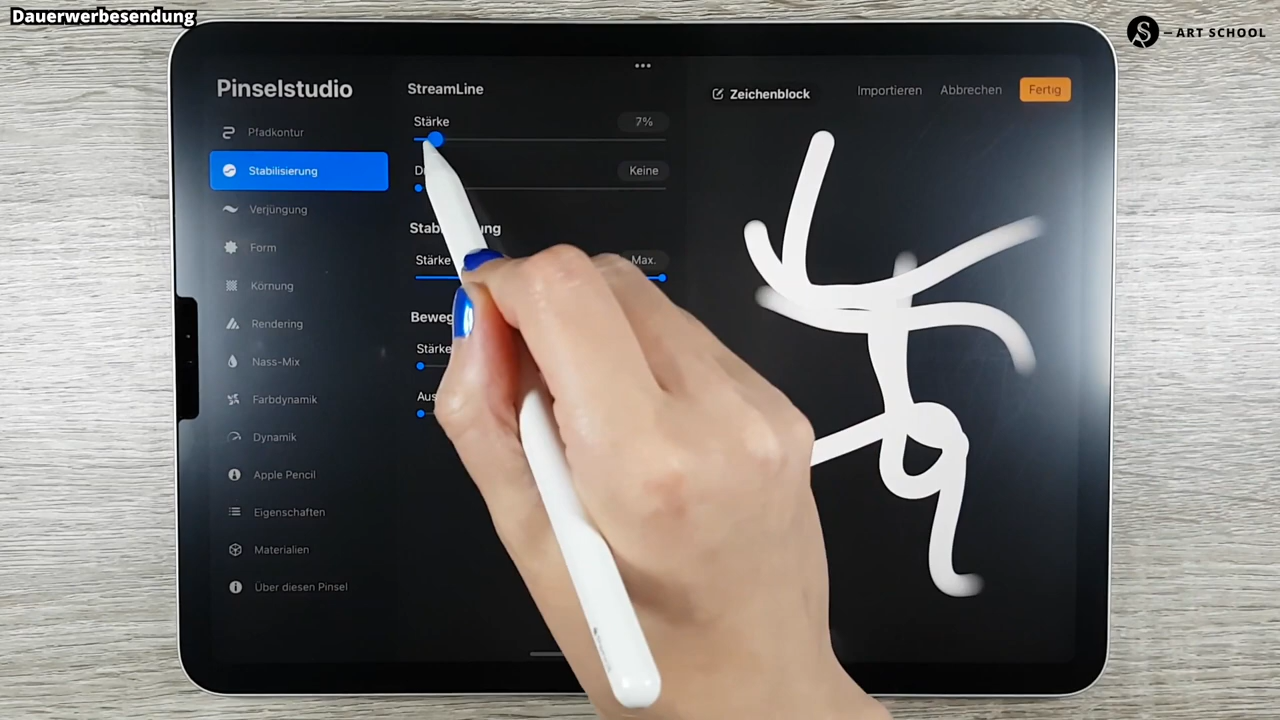 Dauerwerbesendung
S – ART SCHOOL
Pinselstudio
Pfadkontur
Stabilisierung
Verjüngung
Form
Körnung
Rendering
Nass-Mix
Farbdynamik
Dynamik
Apple Pencil
Eigenschaften
Materialien
Über diesen Pinsel
StreamLine
Stärke
7%
Keine
Stärke
Max.
Stärke
Zeichenblock
Importieren
Abbrechen
Fertig